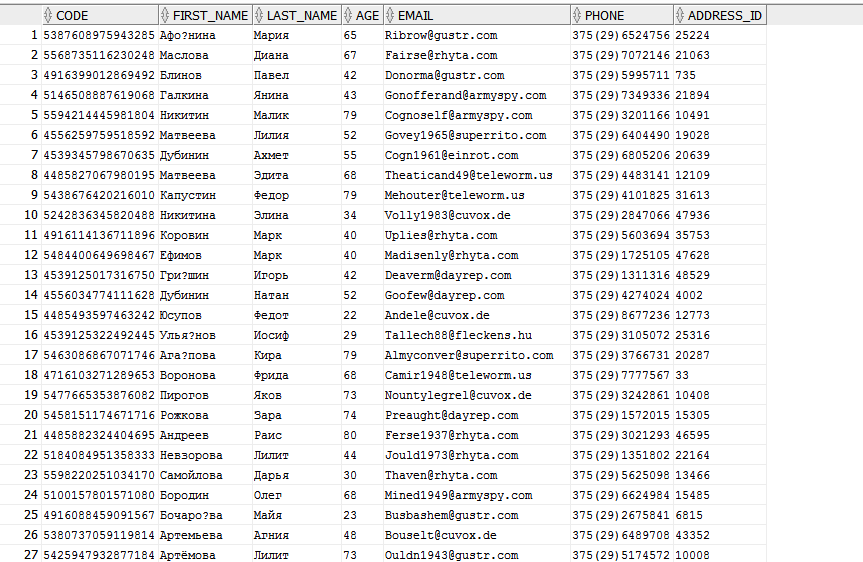 CODE FIRST_NAME LAST_NAME AGE EMAIL PHONE ADDRESS_ID
1 5387608975943285 Афо?нина Мария 65 Ribrow@gustr.com 375(29)6524756 25224
2 5568735116230248 Маслова Диана 67 Fairse@rhyta.com 375(29)7072146 21063
3 4916399012869492 Блинов Павел 42 Donorma@gustr.com 375(29)5995711 735
4 5146508887619068 Галкина Янина 43 Gonofferand@armyspy.com 375(29)7349336 21894
5 5594214445981804 Никитин Малик 79 Cognoself@armyspy.com 375(29)3201166 10491
6 4556259759518592 Матвеева Лилия 52 Govey1965@superrito.com 375(29)6404490 19028
7 4539345798670635 Дубинин Ахмет 55 Cogn1961@einrot.com 375(29)6805206 20639
8 4485827067980195 Матвеева Эдита 68 Theaticand49@teleworm.us 375(29)4483141 12109
9 5438676420216010 Капустин Федор 79 Mehouter@teleworm.us 375(29)4101825 31613
10 5242836345820488 Никитина Элина 34 Volly1983@cuvox.de 375(29)2847066 47936
11 4916114136711896 Коровин Марк 40 Uplies@rhyta.com 375(29)5603694 35753
12 5484400649698467 Ефимов Марк 40 Madisenly@rhyta.com 375(29)1725105 47628
13 4539125017316750 Гри?шин Игорь 42 Deaverm@dayrep.com 375(29)1311316 48529
14 4556034774111628 Дубинин Натан 52 Goofew@dayrep.com 375(29)4274024 4002
15 4485493597463242 Юсупов Федот 22 Andele@cuvox.de 375(29)8677236 12773
16 4539125322492445 Улья?нов Иосиф 29 Tallech88@fleckens.hu 375(29)3105072 25316
17 5463086867071746 Ага?пова Кира 79 Almyconver@superrito.com 375(29)3766731 20287
18 4716103271289653 Воронова Фрида 68 Camir1948@teleworm.us 375(29)7777567 33
19 5477665353876082 Пирогов Яков 73 Nountylegrel@cuvox.de 375(29)3242861 10408
20 5458151174671716 Рожкова Зара 74 Preaught@dayrep.com 375(29)1572015 15305
21 4485882324404695 Андреев Раис 80 Ferse1937@rhyta.com 375(29)3021293 46595
22 5184084951358333 Невзорова Лилит 44 Jould1973@rhyta.com 375(29)1351802 22164
23 5598220251034170 Самойлова Дарья 30 Thaven@rhyta.com 375(29)5625098 13466
24 5100157801571080 Бородин Олег 68 Mined1949@armyspy.com 375(29)6624984 15485
25 4916088459091567 Бочаро?ва Майя 23 Busbashem@gustr.com 375(29)2675841 6815
26 5380737059119814 Артемьева Агния 48 Bouselt@cuvox.de 375(29)6489708 43352
27 5425947932877184 Артёмова Лилит 73 Ouldn1943@gustr.com 375(29)5174572 10008